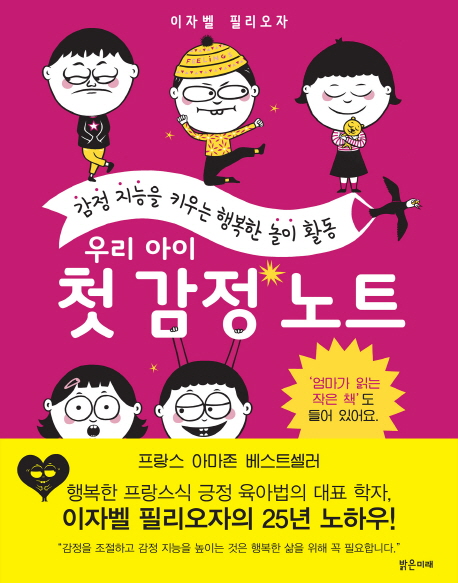 이자벨 필리오자
FEELING
감정 지능을 키우는 행복한 놀이 활동
우리 아이
첫 감정 노트
'엄마가 읽는
작은 책'도
들어 있어요.
프랑스 아마존 베스트셀러
행복한 프랑스식 긍정 육아법의 대표 학자,
이자벨 필리오자의 25년 노하우!
"감정을 조절하고 감정 지능을 높이는 것은 행복한 삶을 위해 꼭 필요합니다."
밝은미래